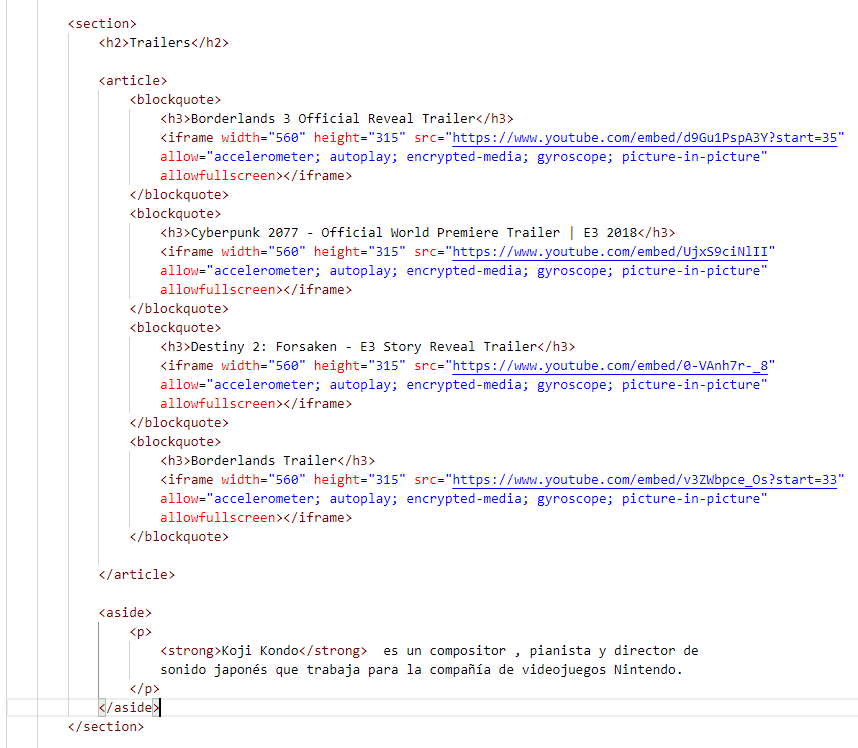 <section>
<h2>Trailers</h2>
<article>
<blockquote>
<h3>Borderlands 3 Official Reveal Trailer</h3>
<iframe width="560" height="315" src="https://www.youtube.com/embed/d9Gu1PspA3Y?start=35"
allow="accelerometer; autoplay; encrypted-media; gyroscope; picture-in-picture"
allowfullscreen></iframe>
</blockquote>
<blockquote>
<h3>Cyberpunk 2077 - Official World Premiere Trailer | E3 2018</h3>
<iframe width="560" height="315" src="https://www.youtube.com/embed/UjxS9ciNlII"
allow="accelerometer; autoplay; encrypted-media; gyroscope; picture-in-picture"
allowfullscreen></iframe>
</blockquote>
<blockquote>
<h3>Destiny 2: Forsaken - E3 Story Reveal Trailer</h3>
<iframe width="560" height="315" src="https://www.youtube.com/embed/0-VAnh7r-_8"
allow="accelerometer; autoplay; encrypted-media; gyroscope; picture-in-picture"
allowfullscreen></iframe>
</blockquote>
<blockquote>
<h3>Borderlands Trailer</h3>
<iframe width="560" height="315" src="https://www.youtube.com/embed/v3ZWbpce_Os?start=33"
allow="accelerometer; autoplay; encrypted-media; gyroscope; picture-in-picture"
allowfullscreen></iframe>
</blockquote>
</article>
<aside>
<p>
<strong>Koji Kondo</strong>  es un compositor , pianista y director de
sonido japonés que trabaja para la compañía de videojuegos Nintendo.
</p>
</aside>
</section>